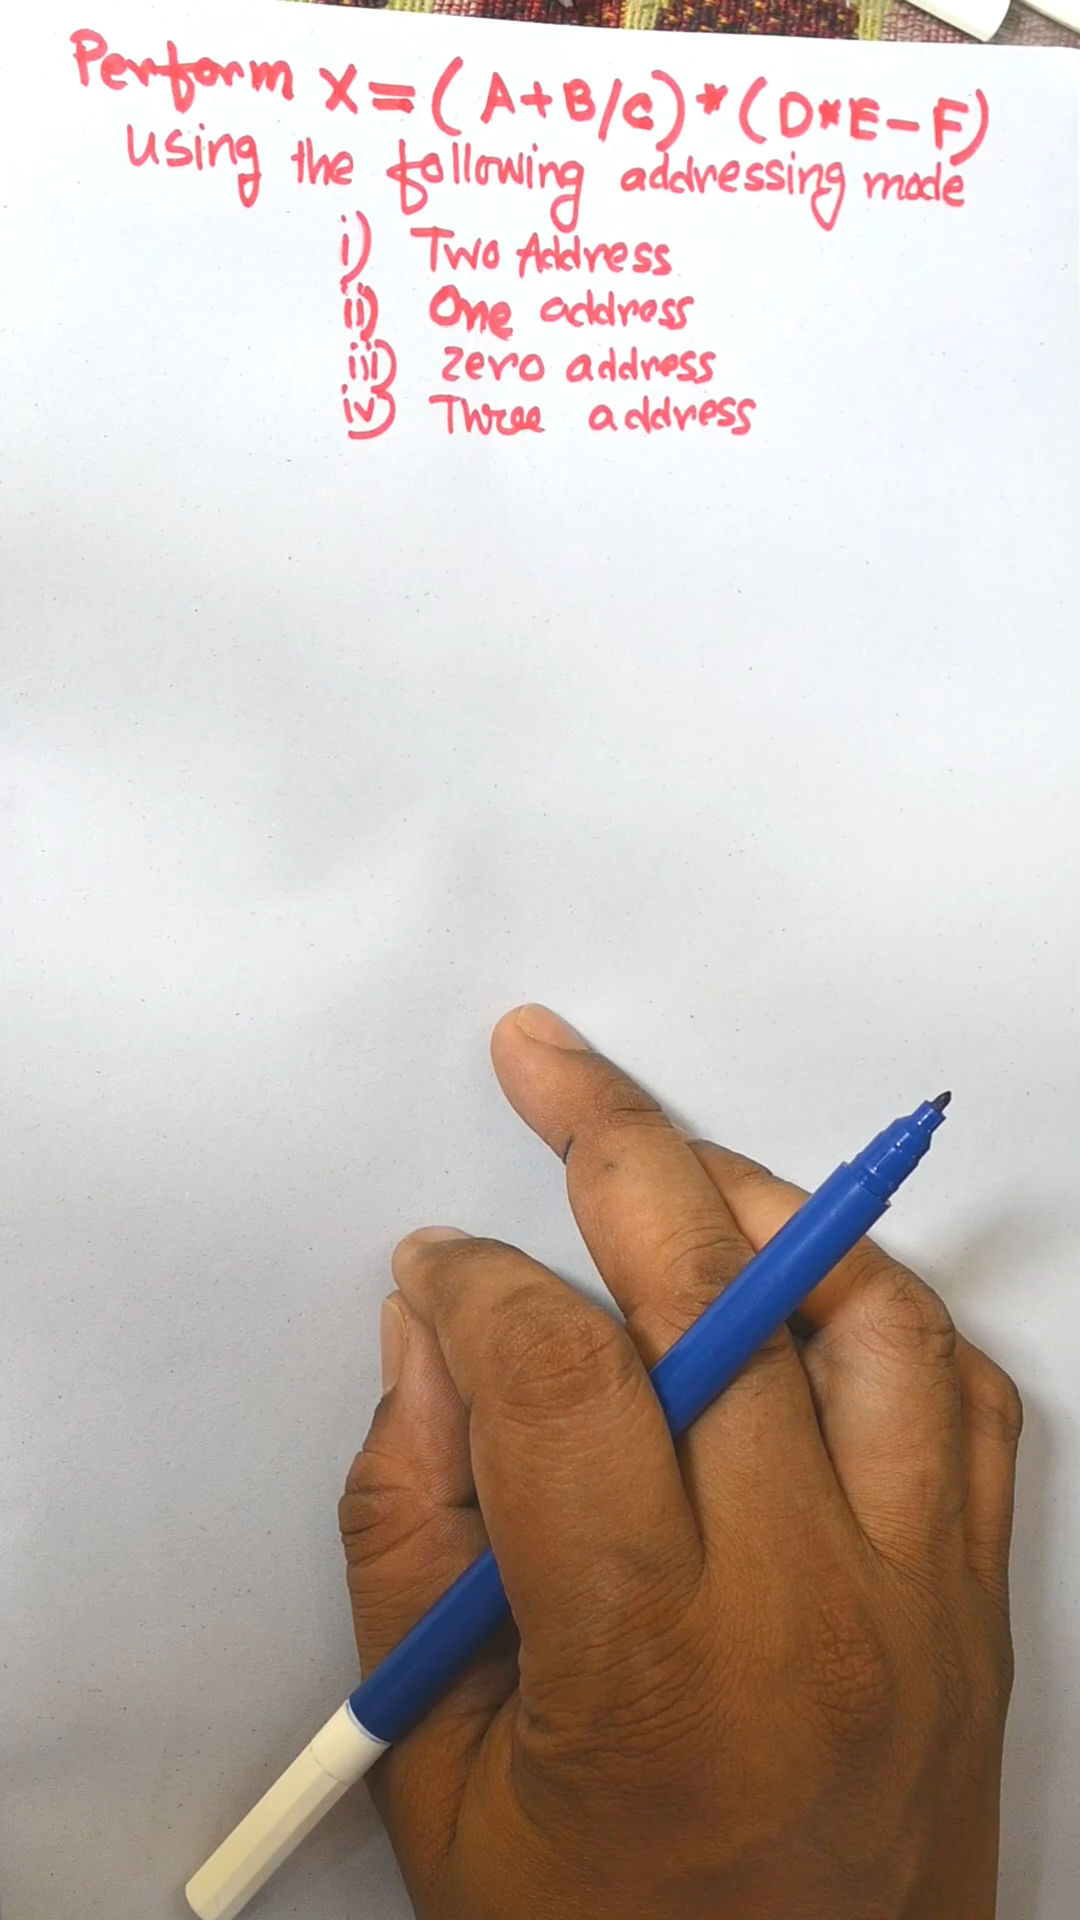 Perform X=(A+B/C)*(D*E-F)
using the following addressing mode
i) Two Address
ii) One address
iii) zero address
iv) Three address